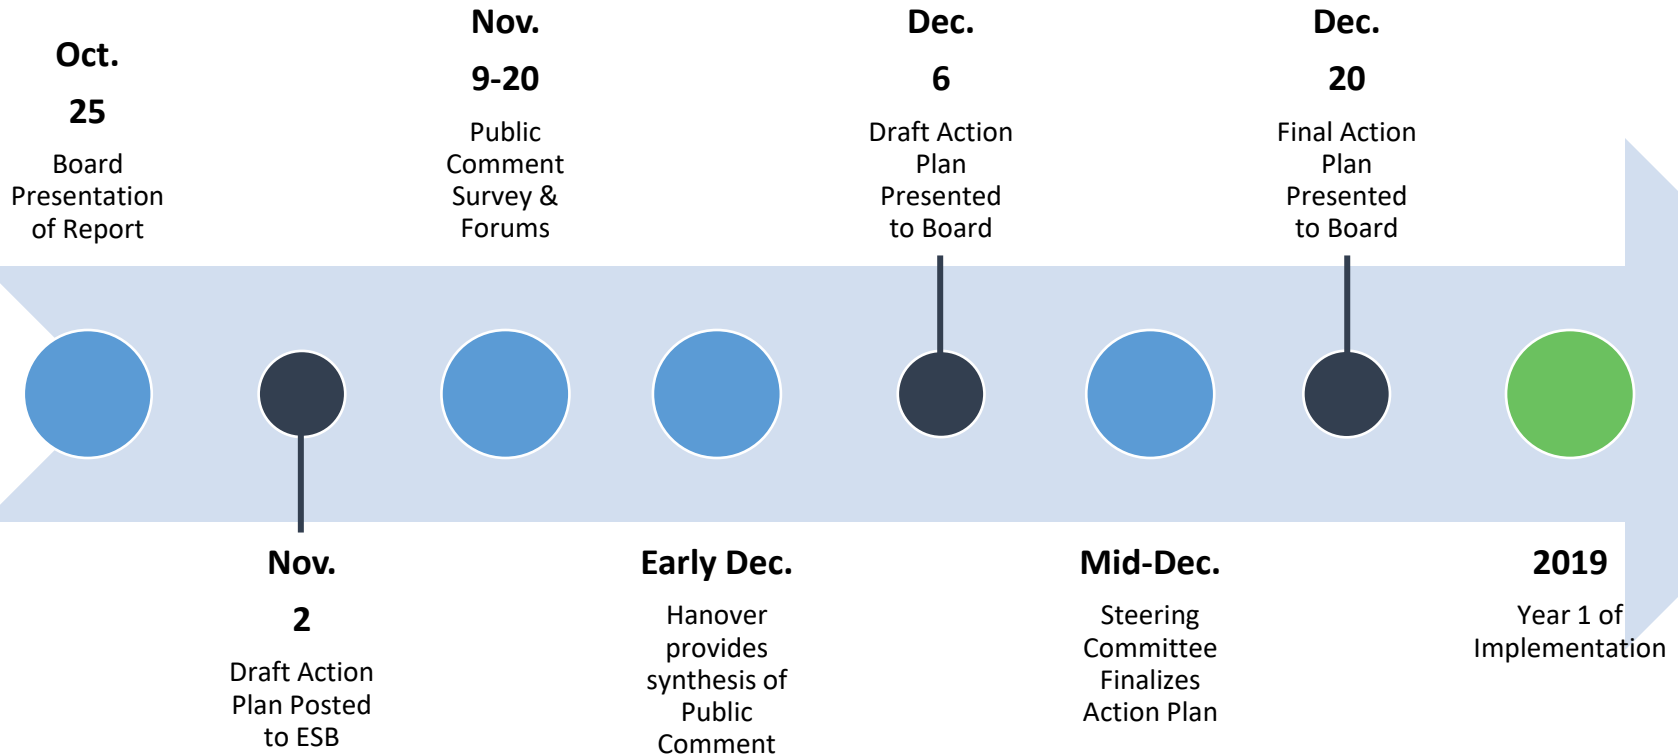 Oct.
25
Board
Presentation
of Report
Nov.
2
Draft Action
Plan Posted
to ESB
Nov.
9-20
Public
Comment
Survey &
Forums
Early Dec.
Hanover
provides
synthesis of
Public
Comment
Dec.
6
Draft Action
Plan
Presented
to Board
Mid-Dec.
Steering
Committee
Finalizes
Action Plan
Dec.
20
Final Action
Plan
Presented
to Board
2019
Year 1 of
Implementation